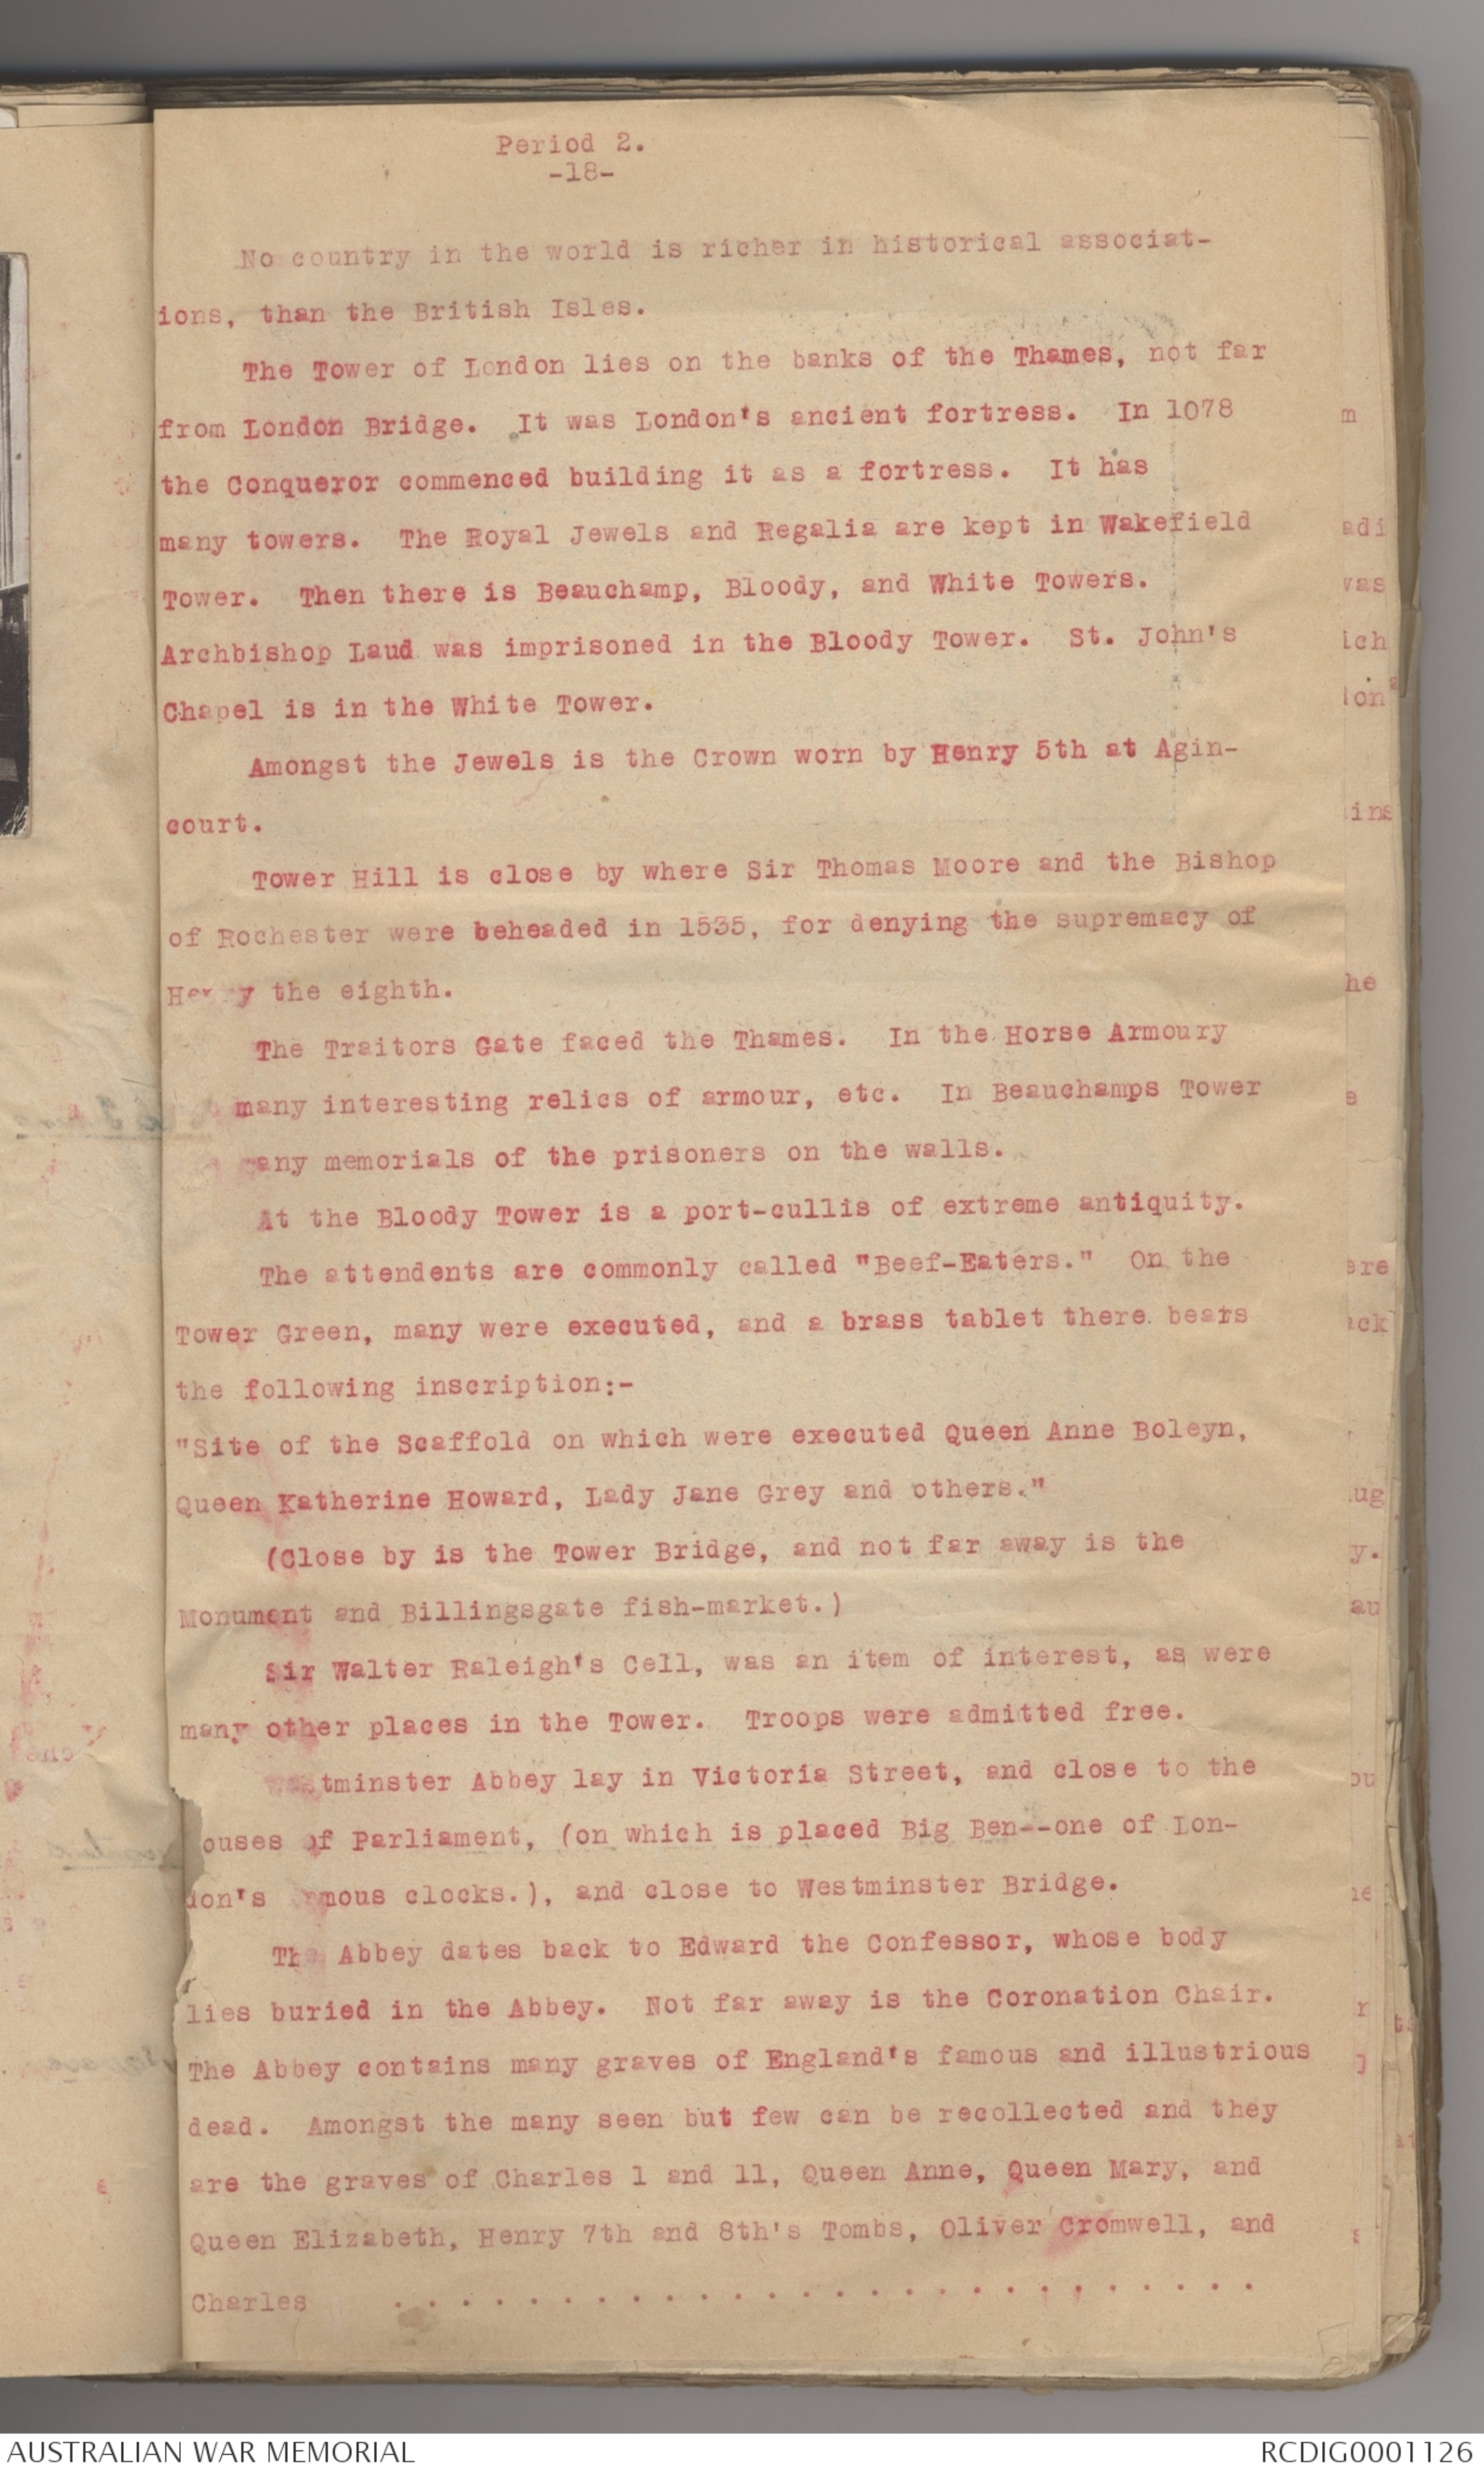 Period 2.
-18-
No country in the world is richer in historical associat-
ions, than the British Isles.
The Tower of London lies on the banks of the Thames, not far
from London Bridge. It was London's ancient fortress. In 1078
the Conqueror commenced building it as a fortress. It has
many towers. The Royal Jewels and Regalia are kept in Wakefield
Tower. Then there is Beauchamp, Bloody, and White Towers.
Archbishop Laud was imprisoned in the Bloody Tower. St. John's
Chapel is in the White Tower.
Amongst the Jewels is the Crown worn by Henry 5th at Agin-
court.
Tower Hill is close by where Sir Thomas Moore and the Bishop
of Rochester were beheaded in 1535, for denying the supremacy of
Henry the eighth.
The Traitors Gate faced the Thames. In the Horse Armoury
many interesting relics of armour, etc. In Beauchamps Tower
many memorials of the prisoners on the walls.
At the Bloody Tower is a port-cullis of extreme antiquity.
The attendents are commonly called "Beef-Eaters." On the
Tower Green, many were executed, and a brass tablet there bears
the following inscription:-
"Site of the Scaffold on which were executed Queen Anne Boleyn,
Queen Katherine Howard, Lady Jane Grey and others."
(Close by is the Tower Bridge, and not far away is the
Monument and Billingsgate fish-market.)
Sir Walter Raleigh's Cell, was an item of interest, as were
many other places in the Tower. Troops were admitted free.
Westminster Abbey lay in Victoria Street, and close to the
ouses of Parliament, (on which is placed Big Ben--one of Lon-
don's famous clocks.), and close to Westminster Bridge.
The Abbey dates back to Edward the Confessor, whose body
lies buried in the Abbey. Not far away is the Coronation Chair.
The Abbey contains many graves of England's famous and illustrious
dead. Amongst the many seen but few can be recollected and they
are the graves of Charles 1 and 11, Queen Anne, Queen Mary, and
Queen Elizabeth, Henry 7th and 8th's Tombs, Oliver Cromwell, and
Charles . . . . . . . . . . . . . . . . . . . . . . . . . .
AUSTRALIAN WAR MEMORIAL
RCDIG0001126